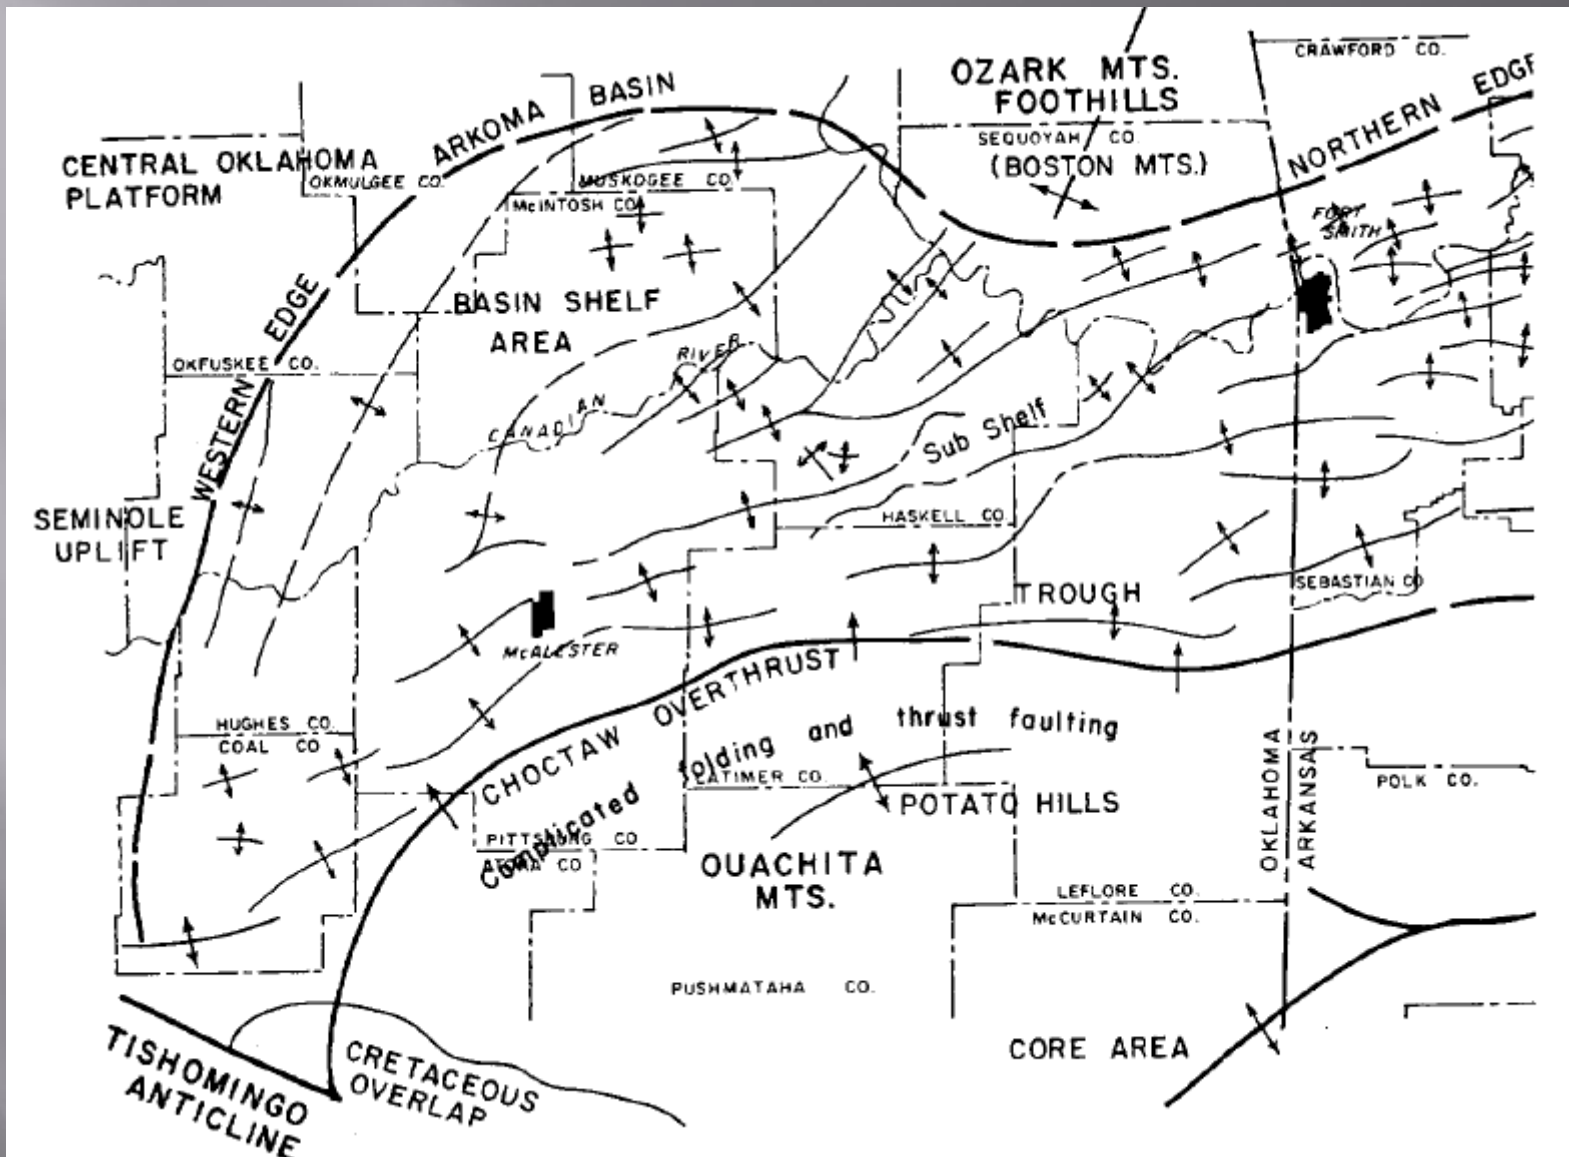 CRAWFORD CO.
OZARK MTS.
FOOTHILLS
SEQUOYAH CO.
(BOSTON MTS.)
NORTHERN EDGE
WESTERN EDGE ARKOMA BASIN
CENTRAL OKLAHOMA
PLATFORM
OKMULGEE CO.
MUSKOGEE CO.
McINTOSH CO.
FORT
SMITH
BASIN SHELF
AREA
OKFUSKEE CO.
CANADIAN RIVER
Sub Shelf
SEMINOLE
UPLIFT
HASKELL CO.
SEBASTIAN CO
TROUGH
McALESTER
HUGHES CO.
COAL CO
CHOCTAW OVERTHRUST
Complicated folding and thrust faulting
LATIMER CO.
POTATO HILLS
POLK CO.
OKLAHOMA
ARKANSAS
PITTSBURG CO
ATOKA CO
OUACHITA
MTS.
LEFLORE CO.
McCURTAIN CO.
PUSHMATAHA CO.
CORE AREA
TISHOMINGO
ANTICLINE
CRETACEOUS
OVERLAP